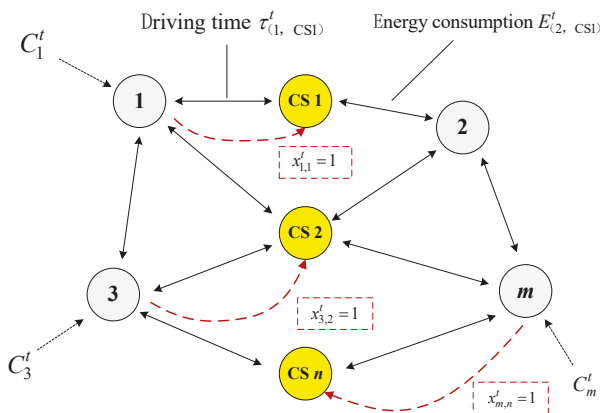 Driving time τ^t_(1, CS1)
Energy consumption E^t_(2, CS1)
C^t_1
1
CS 1
2
x^t_{1,1} = 1
CS 2
3
m
x^t_{3,2} = 1
C^t_3
CS n
C^t_m
x^t_{m,n} = 1